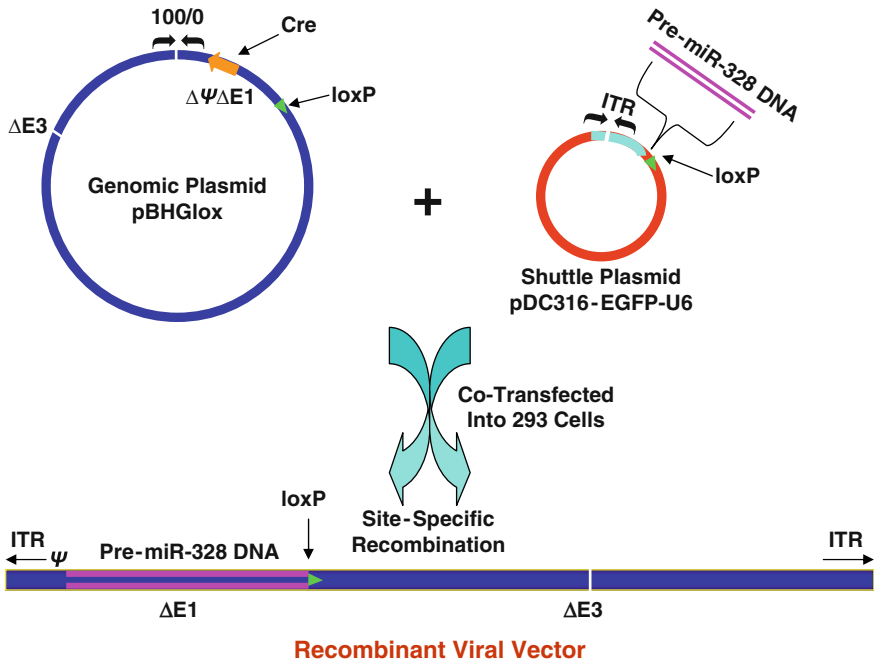 100/0
Cre
ΔΨΔE1
loxP
ΔE3
Genomic Plasmid
pBHGlox
+
Pre-miR-328 DNA
ITR
loxP
Shuttle Plasmid
pDC316-EGFP-U6
Co-Transfected
Into 293 Cells
Site-Specific
Recombination
loxP
ITR
Ψ
Pre-miR-328 DNA
ITR
ΔE1
ΔE3
Recombinant Viral Vector